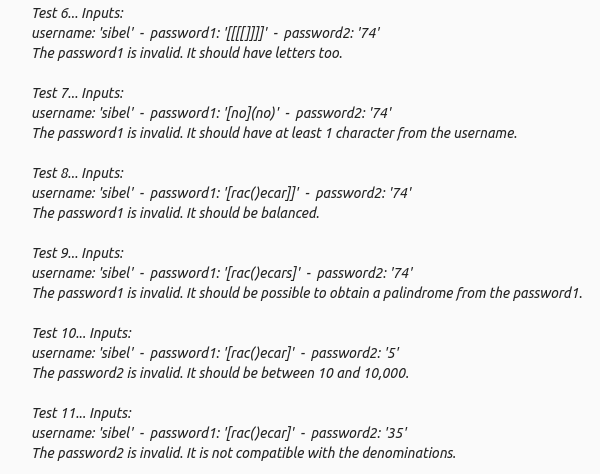 Test 6... Inputs:
username: 'sibel' - password1: '[[[[]]]]' - password2: '74'
The password1 is invalid. It should have letters too.
Test 7... Inputs:
username: 'sibel' - password1: '[no](no)' - password2: '74'
The password1 is invalid. It should have at least 1 character from the username.
Test 8... Inputs:
username: 'sibel' - password1: '[rac()ecar]]' - password2: '74'
The password1 is invalid. It should be balanced.
Test 9... Inputs:
username: 'sibel' - password1: '[rac()ecars]' - password2: '74'
The password1 is invalid. It should be possible to obtain a palindrome from the password1.
Test 10... Inputs:
username: 'sibel' - password1: '[rac()ecar]' - password2: '5'
The password2 is invalid. It should be between 10 and 10,000.
Test 11... Inputs:
username: 'sibel' - password1: '[rac()ecar]' - password2: '35'
The password2 is invalid. It is not compatible with the denominations.